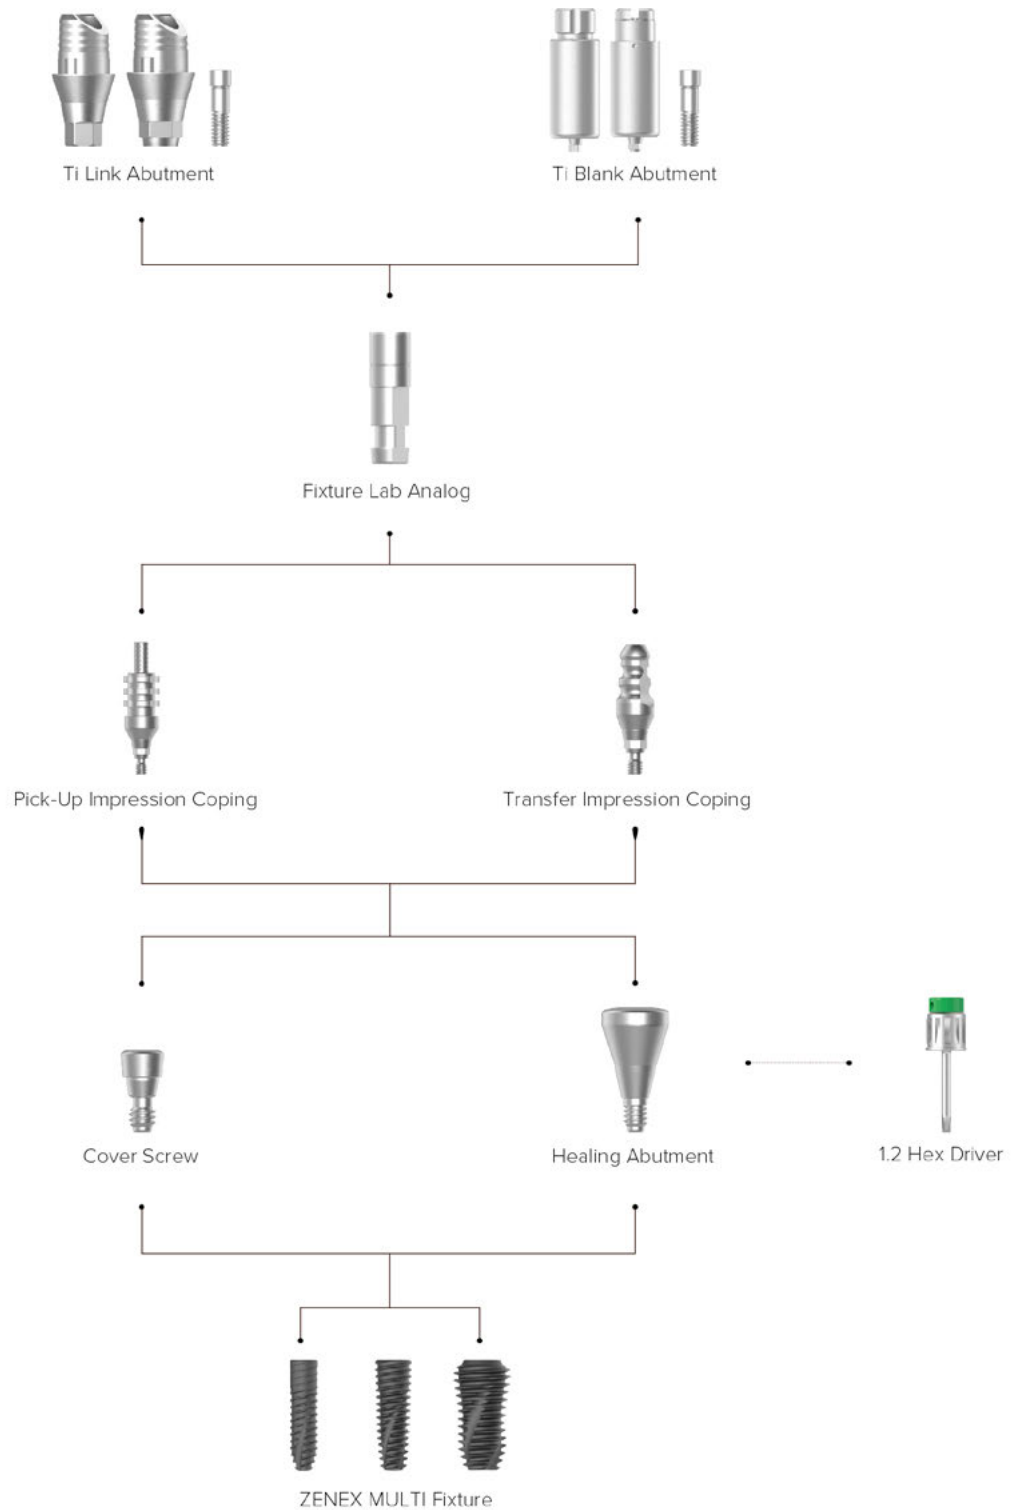 Ti Link Abutment
Ti Blank Abutment
Fixture Lab Analog
Pick-Up Impression Coping
Transfer Impression Coping
Cover Screw
Healing Abutment
1.2 Hex Driver
ZENEX MULTI Fixture